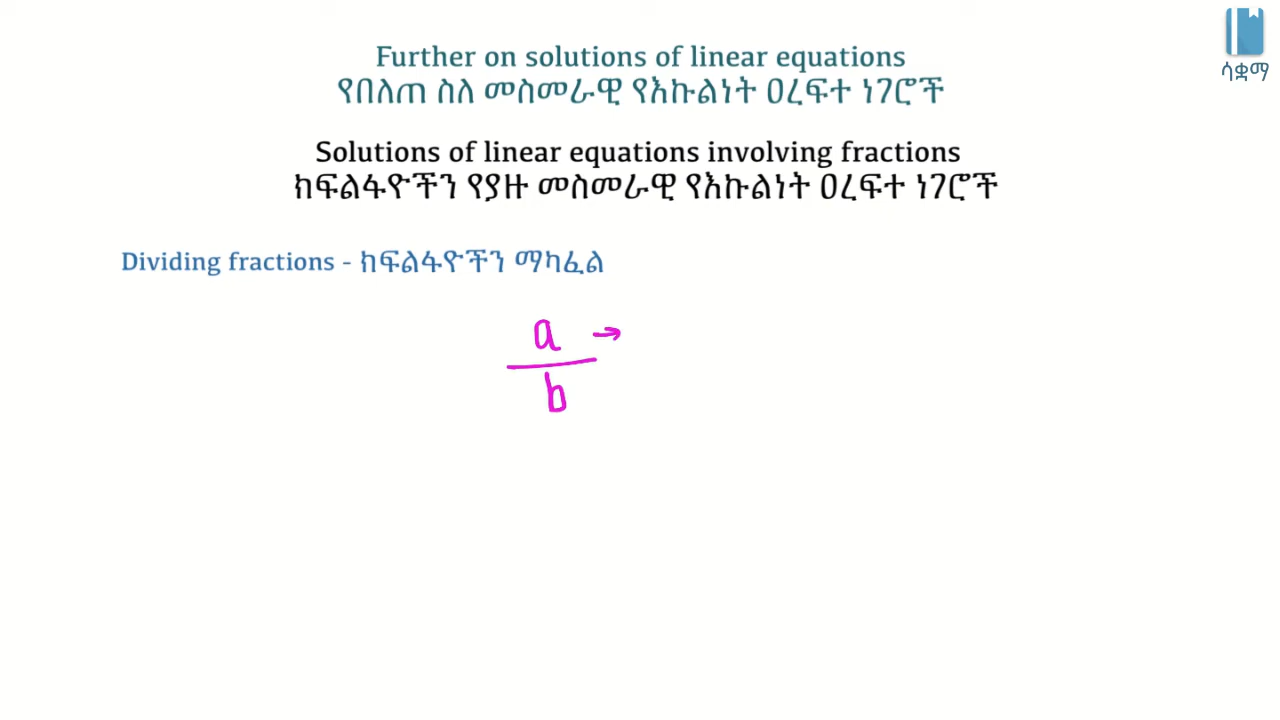 Further on solutions of linear equations
የበለጠ ስለ መስመራዊ የእኩልነት ዐረፍተ ነገሮች
ሳቋማ
Solutions of linear equations involving fractions
ክፍልፋዮችን የያዙ መስመራዊ የእኩልነት ዐረፍተ ነገሮች
Dividing fractions - ክፍልፋዮችን ማካፈል
a →
b